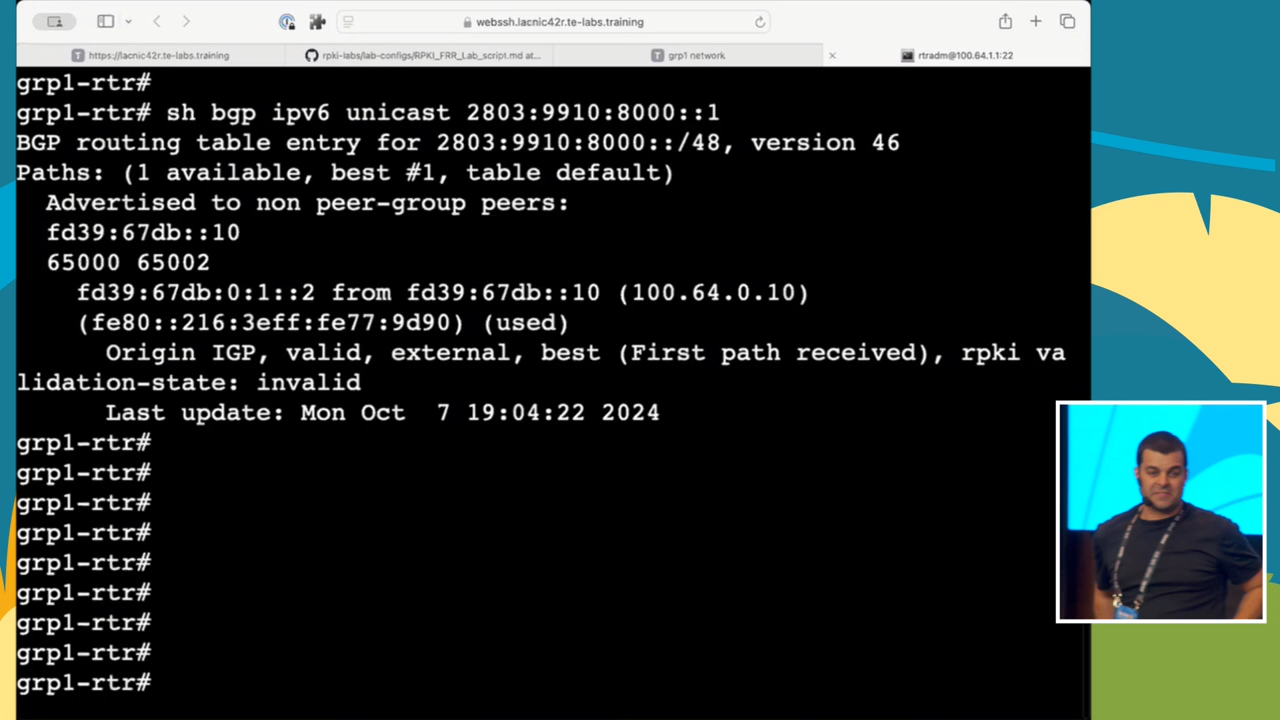 webssh.lacnic42r.te-labs.training
https://lacnic42r.te-labs.training
rpki-labs/lab-configs/RPKI_FRR_Lab_script.md at...
grp1 network
rtradm@100.64.1.1:22
grp1-rtr#
grp1-rtr# sh bgp ipv6 unicast 2803:9910:8000::1
BGP routing table entry for 2803:9910:8000::/48, version 46
Paths: (1 available, best #1, table default)
Advertised to non peer-group peers:
fd39:67db::10
65000 65002
fd39:67db:0:1::2 from fd39:67db::10 (100.64.0.10)
(fe80::216:3eff:fe77:9d90) (used)
Origin IGP, valid, external, best (First path received), rpki va
lidation-state: invalid
Last update: Mon Oct  7 19:04:22 2024
grp1-rtr#
grp1-rtr#
grp1-rtr#
grp1-rtr#
grp1-rtr#
grp1-rtr#
grp1-rtr#
grp1-rtr#
grp1-rtr#